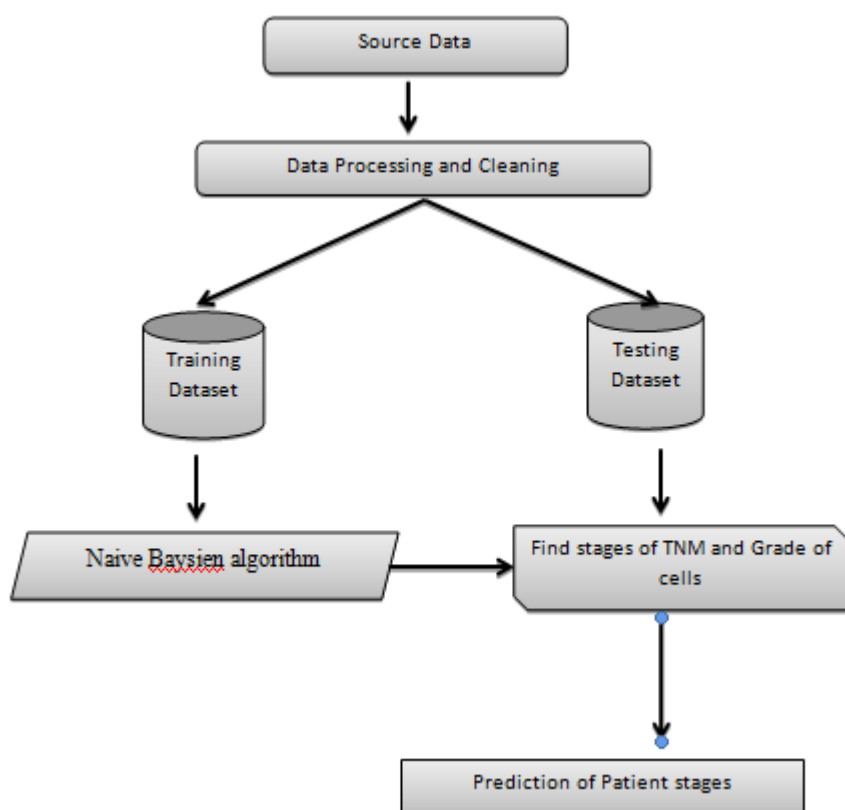 Source Data
Data Processing and Cleaning
Training
Dataset
Testing
Dataset
Naive Baysien algorithm
Find stages of TNM and Grade of
cells
Prediction of Patient stages